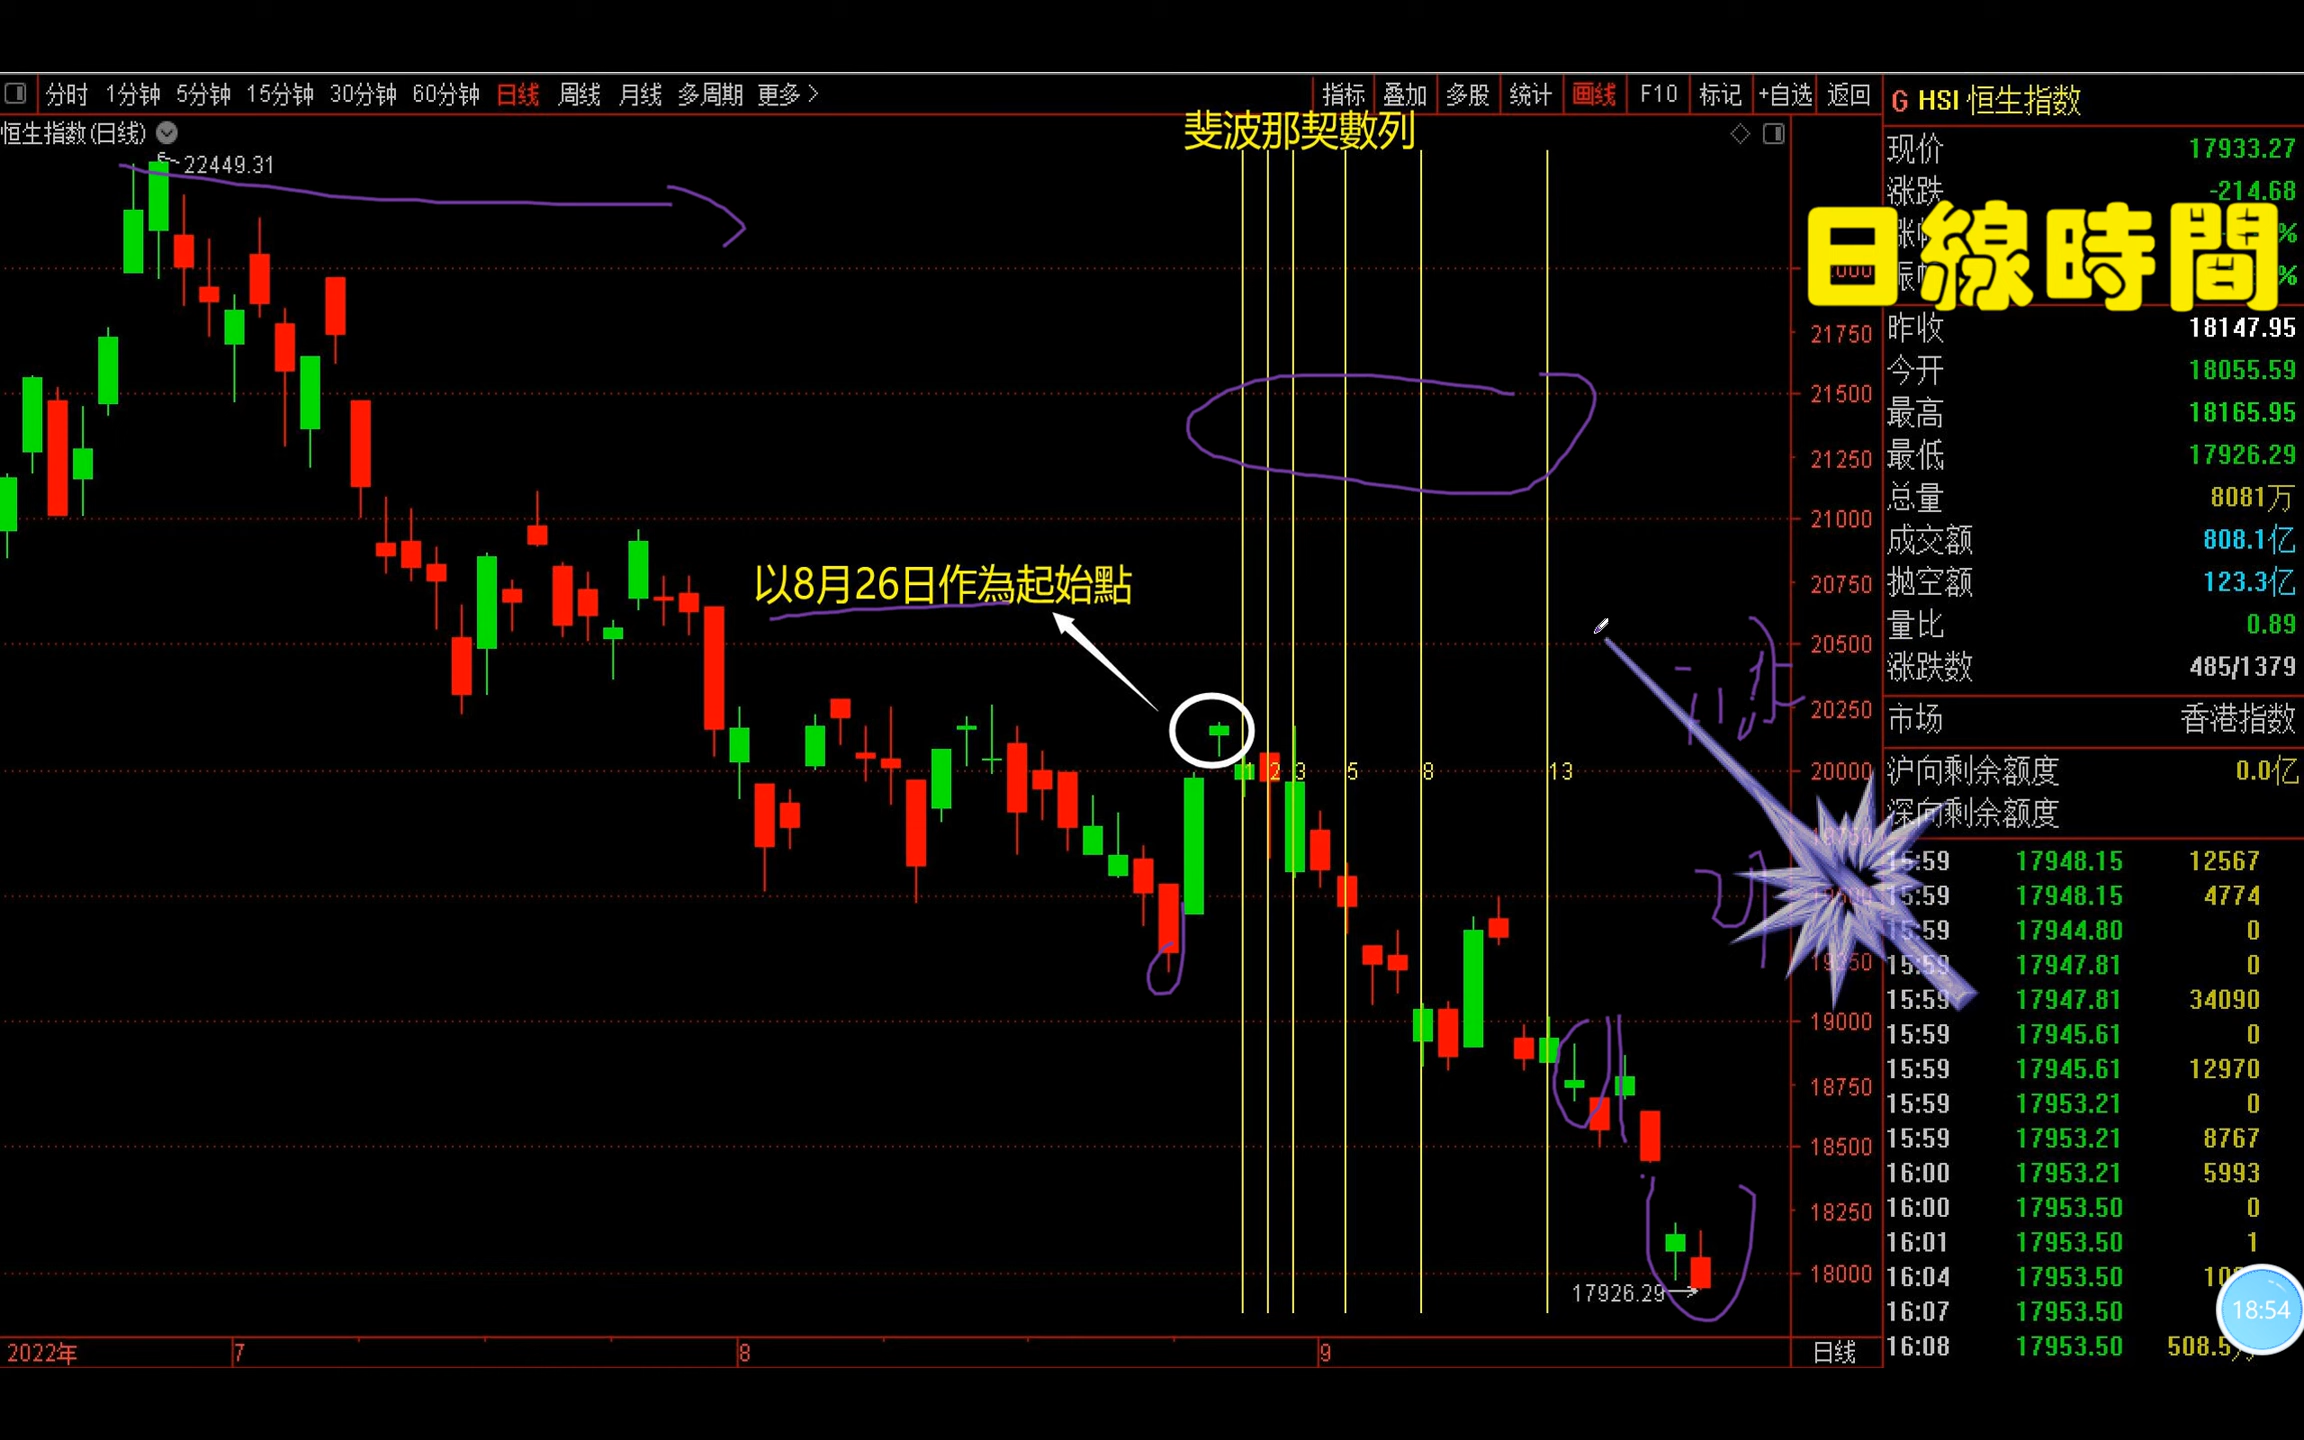 分时 1分钟 5分钟 15分钟 30分钟 60分钟 日线 周线 月线 多周期 更多 >
指标 叠加 多股 统计 画线 F10 标记 +自选 返回
G HSI 恒生指数
恒生指数(日线)
斐波那契數列
22449.31
日線時間
以8月26日作為起始點
1 2 3 5 8 13
17926.29
21750
21500
21250
21000
20750
20500
20250
20000
19000
18750
18500
18250
18000
2022年 7 8 9 日线
现价 17933.27
涨跌 -214.68
%
%
昨收 18147.95
今开 18055.59
最高 18165.95
最低 17926.29
总量 8081万
成交额 808.1亿
抛空额 123.3亿
量比 0.89
涨跌数 485/1379
市场 香港指数
沪向剩余额度 0.0亿
深向剩余额度
15:59 17948.15 12567
15:59 17948.15 4774
15:59 17944.80 0
15:59 17947.81 0
15:59 17947.81 34090
15:59 17945.61 0
15:59 17945.61 12970
15:59 17953.21 0
15:59 17953.21 8767
16:00 17953.21 5993
16:00 17953.50 0
16:01 17953.50 1
16:04 17953.50
16:07 17953.50
16:08 17953.50
18:54